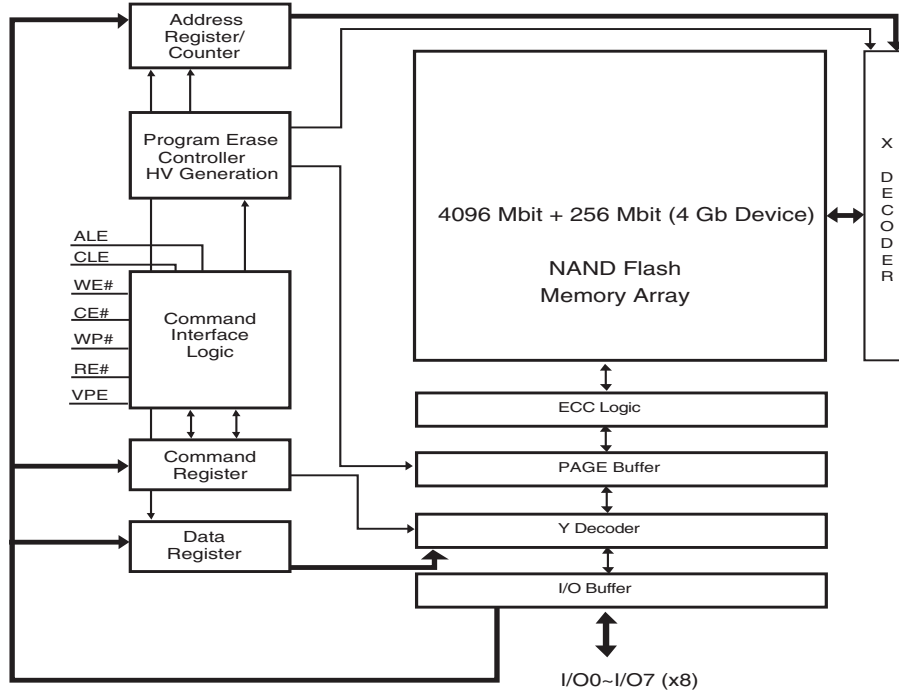 Address
Register/
Counter
Program Erase
Controller
HV Generation
ALE
CLE
WE#
CE#
WP#
RE#
VPE
Command
Interface
Logic
Command
Register
Data
Register
4096 Mbit + 256 Mbit (4 Gb Device)
NAND Flash
Memory Array
X
D
E
C
O
D
E
R
ECC Logic
PAGE Buffer
Y Decoder
I/O Buffer
I/O0~I/O7 (x8)